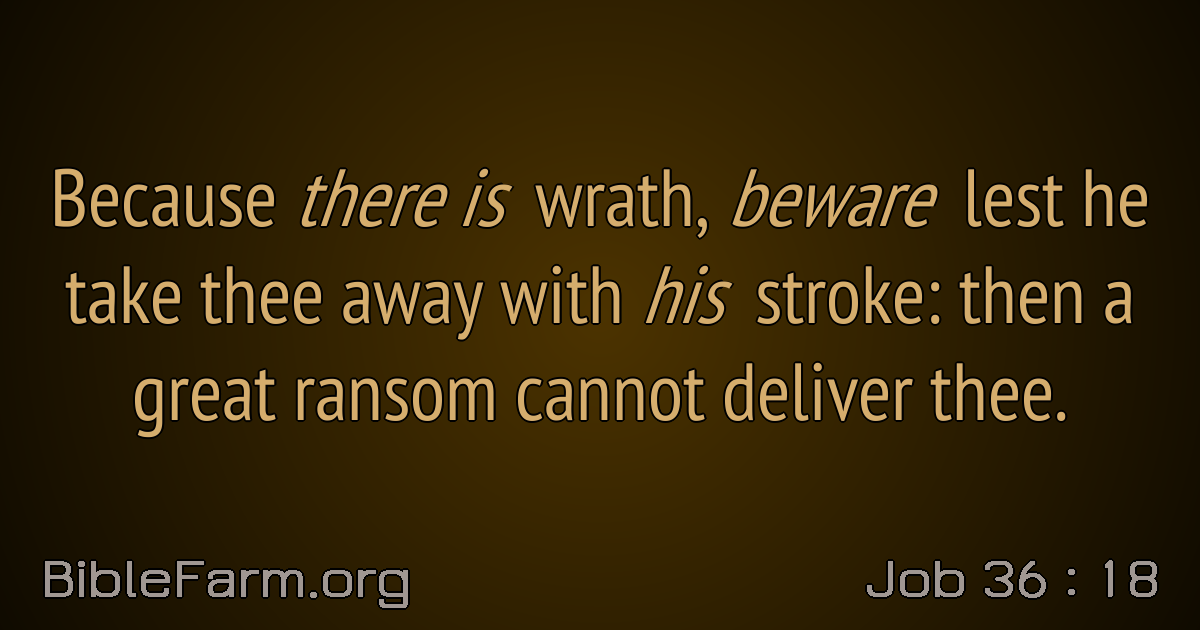 Because there is wrath, beware lest he
take thee away with his stroke: then a
great ransom cannot deliver thee.
BibleFarm.org
Job 36 : 18